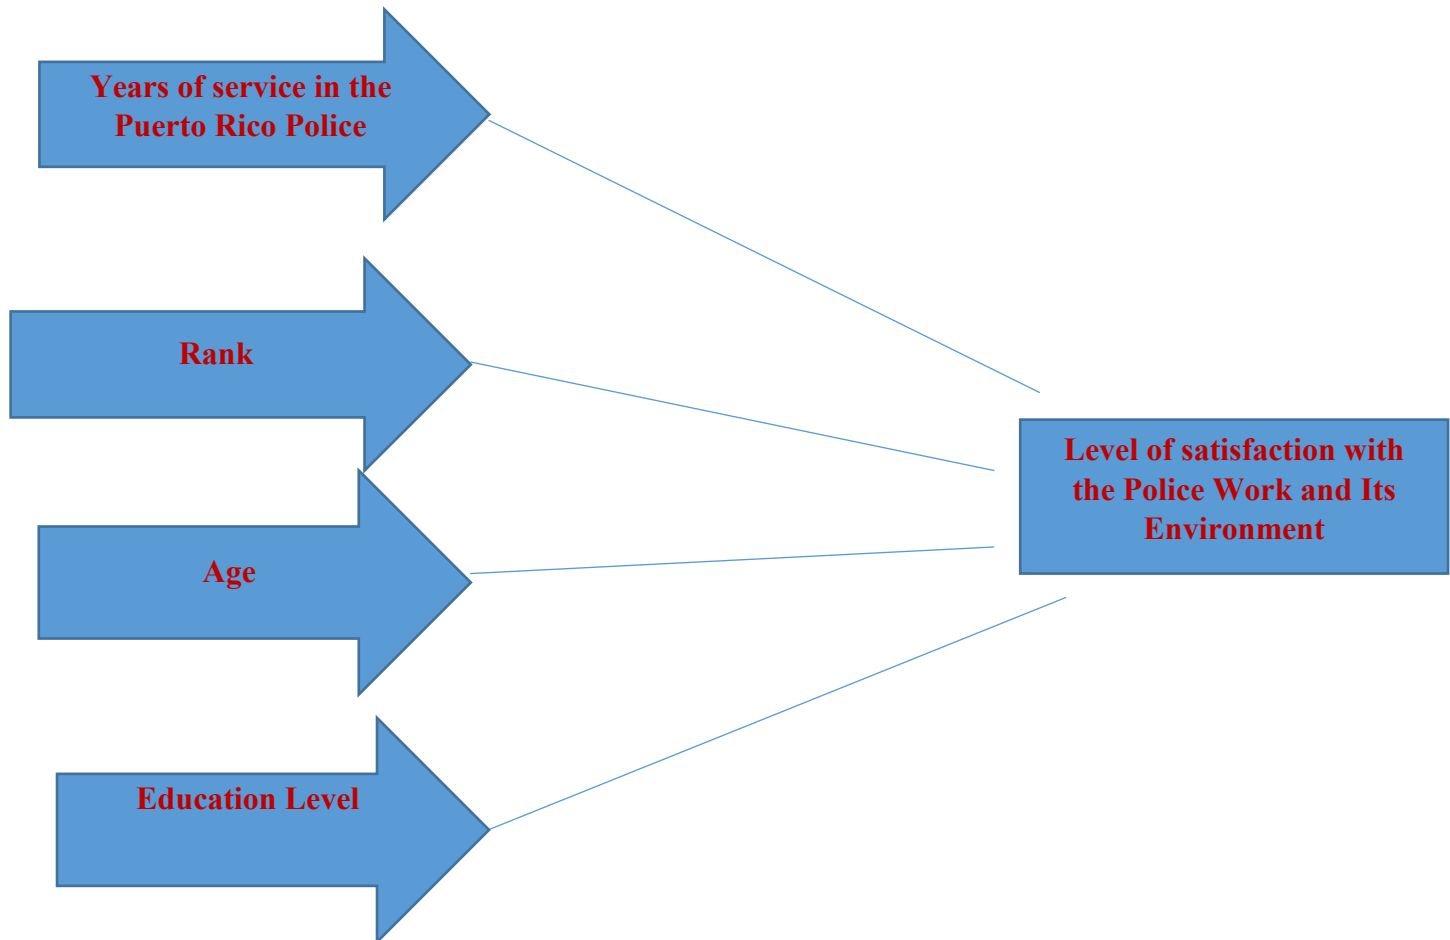 Years of service in the
Puerto Rico Police
Rank
Age
Education Level
Level of satisfaction with
the Police Work and Its
Environment